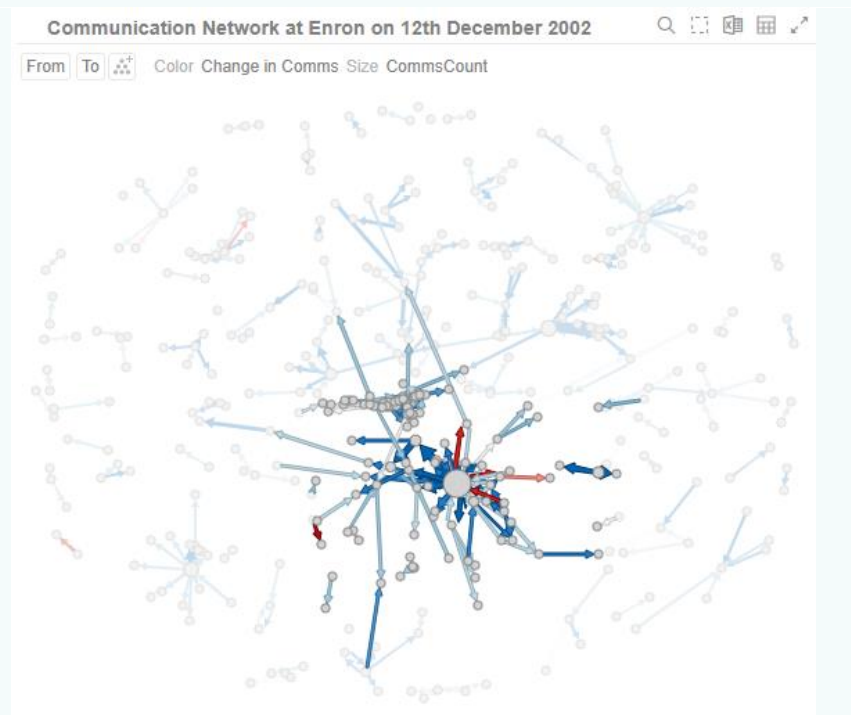 Communication Network at Enron on 12th December 2002
From To Color Change in Comms Size CommsCount